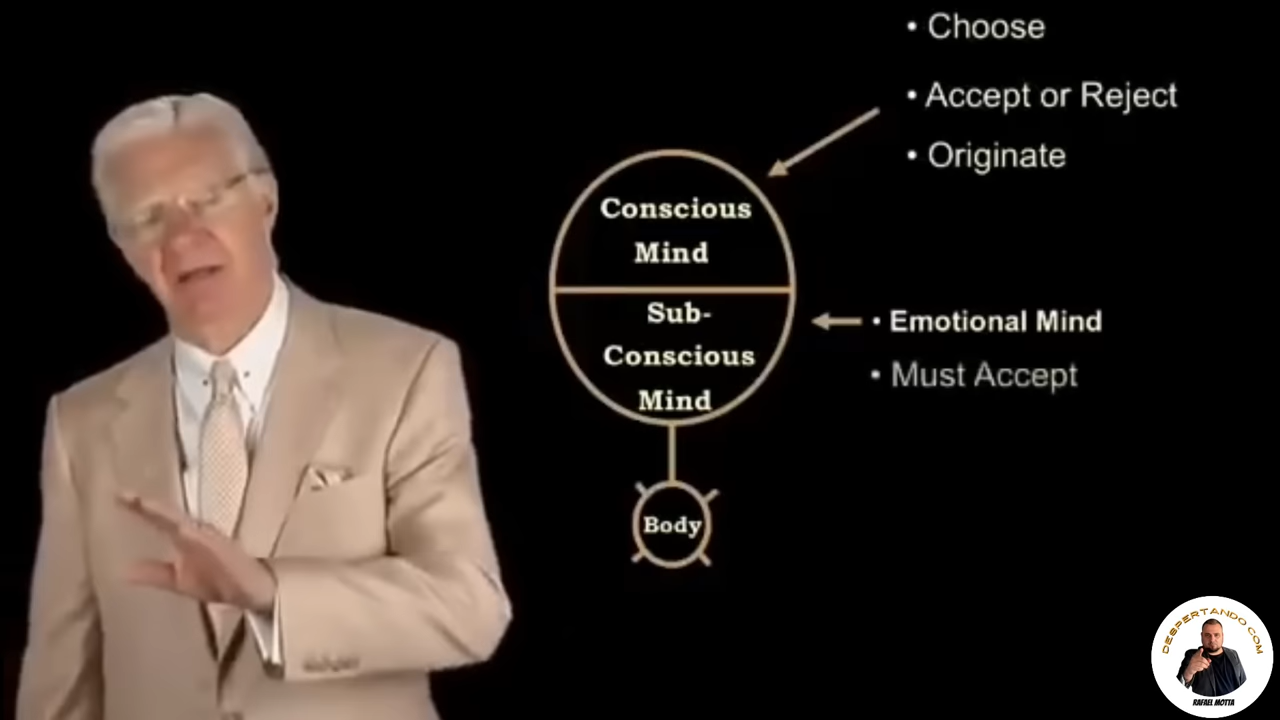 • Choose
• Accept or Reject
• Originate
Conscious
Mind
Sub-
Conscious
Mind
• Emotional Mind
• Must Accept
Body
DESPERTANDO COM
RAFAEL MOTTA